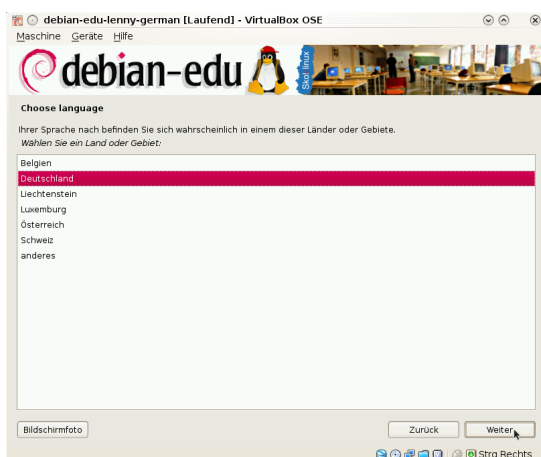 debian-edu-lenny-german [Laufend] - VirtualBox OSE
Maschine Geräte Hilfe
debian-edu
Skolelinux
Choose language
Ihrer Sprache nach befinden Sie sich wahrscheinlich in einem dieser Länder oder Gebiete.
Wählen Sie ein Land oder Gebiet:
Belgien
Deutschland
Liechtenstein
Luxemburg
Österreich
Schweiz
anderes
Bildschirmfoto
Zurück
Weiter
Strg Rechts